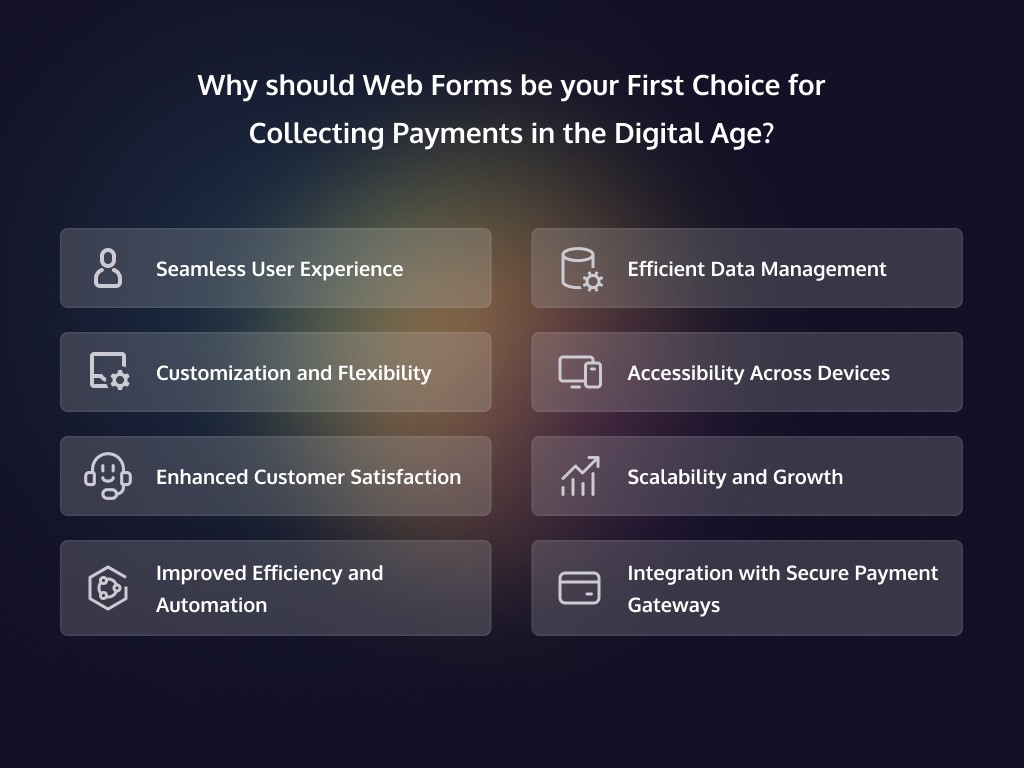 Why should Web Forms be your First Choice for
Collecting Payments in the Digital Age?
Seamless User Experience
Efficient Data Management
Customization and Flexibility
Accessibility Across Devices
Enhanced Customer Satisfaction
Scalability and Growth
Improved Efficiency and
Automation
Integration with Secure Payment
Gateways